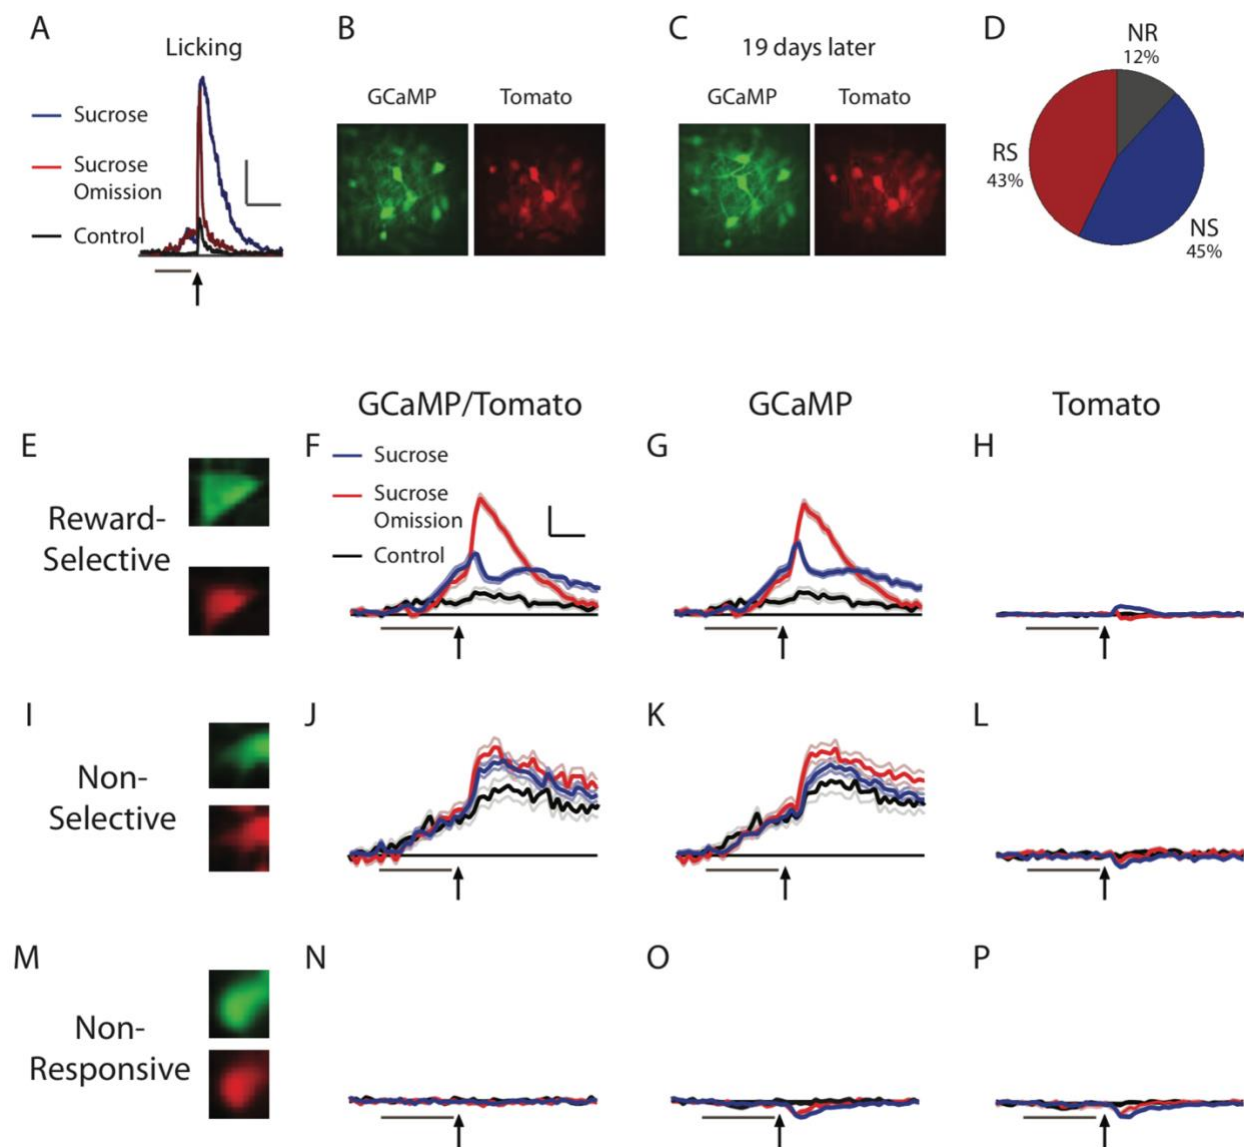 A
Licking
Sucrose
Sucrose
Omission
Control
B
GCaMP
Tomato
C
19 days later
GCaMP
Tomato
D
NR
12%
RS
43%
NS
45%
GCaMP/Tomato
GCaMP
Tomato
E
Reward-
Selective
F
Sucrose
Sucrose
Omission
Control
G
H
I
Non-
Selective
J
K
L
M
Non-
Responsive
N
O
P